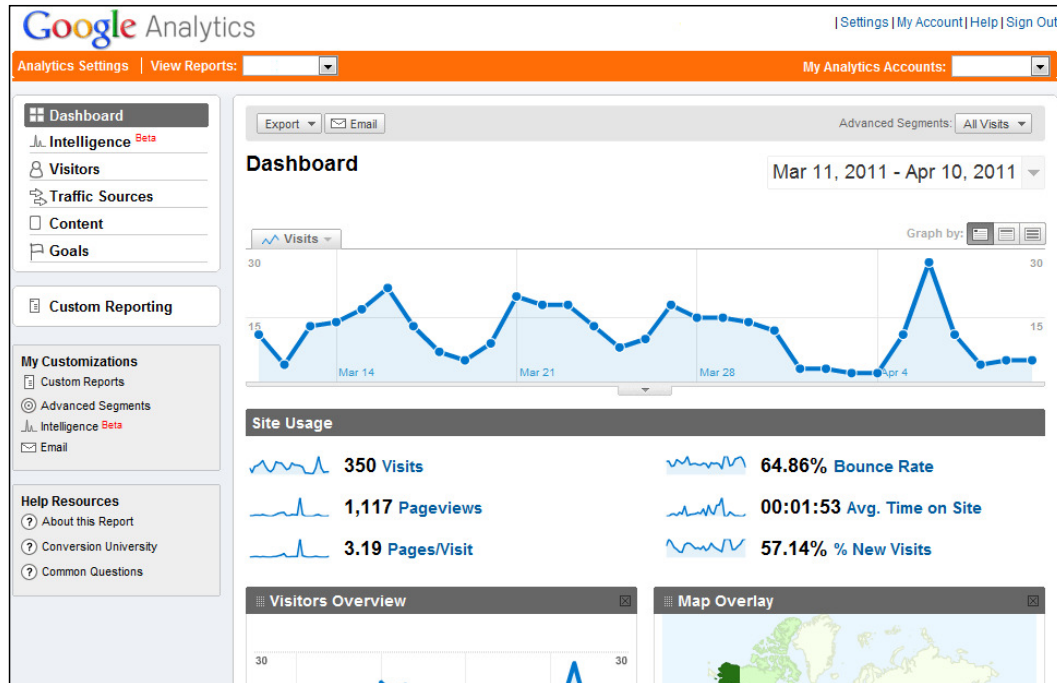 Google Analytics
| Settings | My Account | Help | Sign Out
Analytics Settings | View Reports:
My Analytics Accounts:
Dashboard
Intelligence Beta
Visitors
Traffic Sources
Content
Goals
Custom Reporting
My Customizations
Custom Reports
Advanced Segments
Intelligence Beta
Email
Help Resources
? About this Report
? Conversion University
? Common Questions
Export Email
Advanced Segments: All Visits
Dashboard
Mar 11, 2011 - Apr 10, 2011
Visits
Graph by:
30 30
15 15
Mar 14 Mar 21 Mar 28 Apr 4
Site Usage
350 Visits
64.86% Bounce Rate
1,117 Pageviews
00:01:53 Avg. Time on Site
3.19 Pages/Visit
57.14% % New Visits
Visitors Overview
30 30
Map Overlay